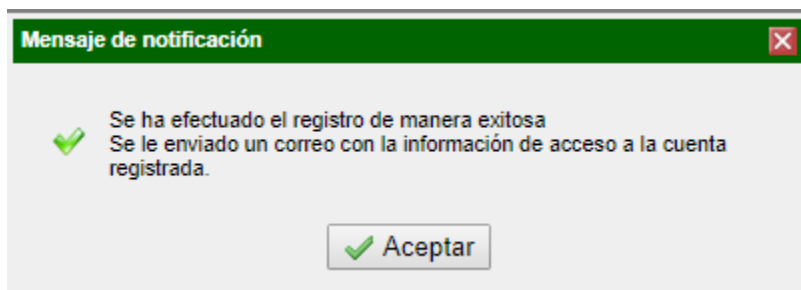 Mensaje de notificación
Se ha efectuado el registro de manera exitosa
Se le enviado un correo con la información de acceso a la cuenta
registrada.
Aceptar